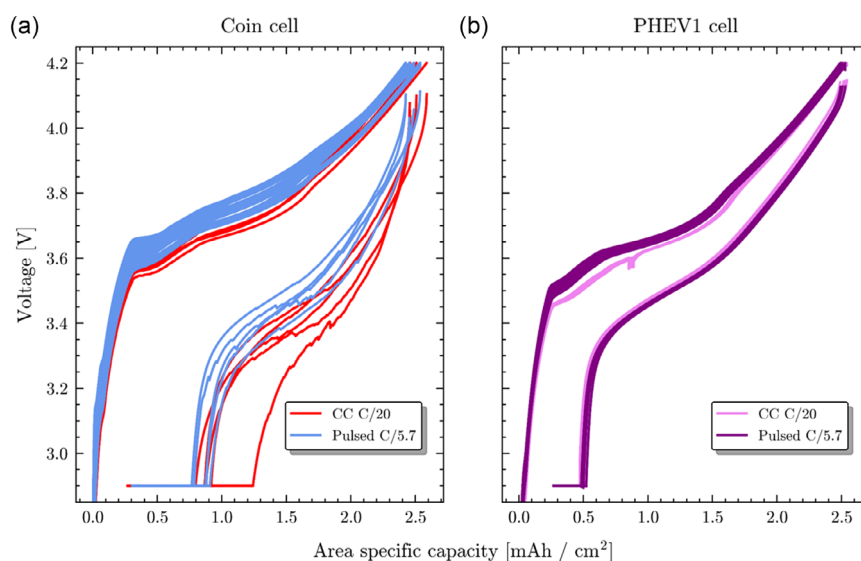 (a)
Coin cell
(b)
PHEV1 cell
Voltage [V]
4.2
4.0
3.8
3.6
3.4
3.2
3.0
CC C/20
Pulsed C/5.7
CC C/20
Pulsed C/5.7
0.0 0.5 1.0 1.5 2.0 2.5
0.0 0.5 1.0 1.5 2.0 2.5
Area specific capacity [mAh / cm²]